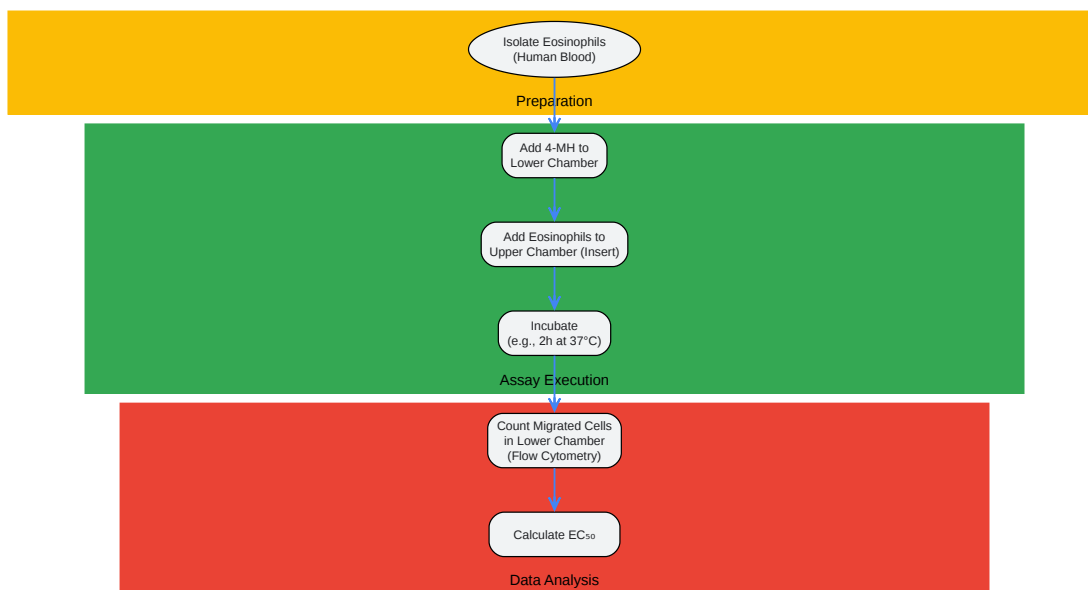 Isolate Eosinophils
(Human Blood)
Preparation
Add 4-MH to
Lower Chamber
Add Eosinophils to
Upper Chamber (Insert)
Incubate
(e.g., 2h at 37°C)
Assay Execution
Count Migrated Cells
in Lower Chamber
(Flow Cytometry)
Calculate EC₅₀
Data Analysis